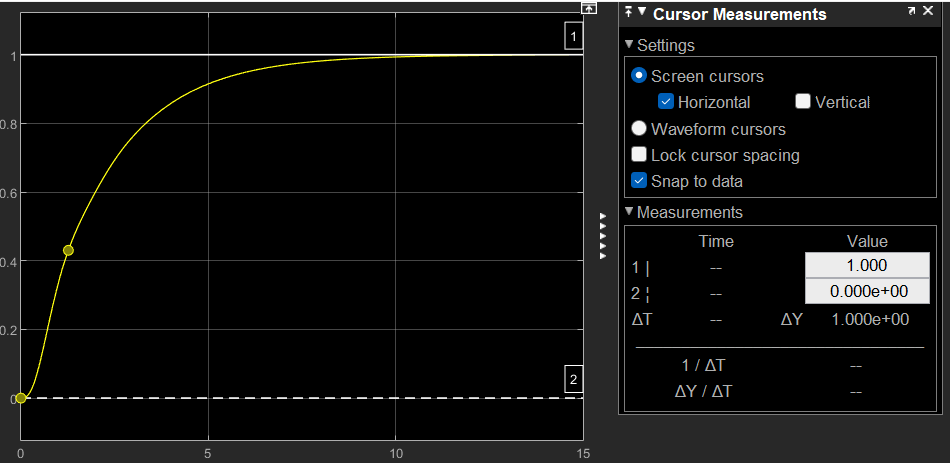 Cursor Measurements
Settings
Screen cursors
Horizontal Vertical
Waveform cursors
Lock cursor spacing
Snap to data
Measurements
Time Value
1 | -- 1.000
2 ¦ -- 0.000e+00
ΔT -- ΔY 1.000e+00
1 / ΔT --
ΔY / ΔT --
1
1
0.8
0.6
0.4
0.2
2
0
0 5 10 15